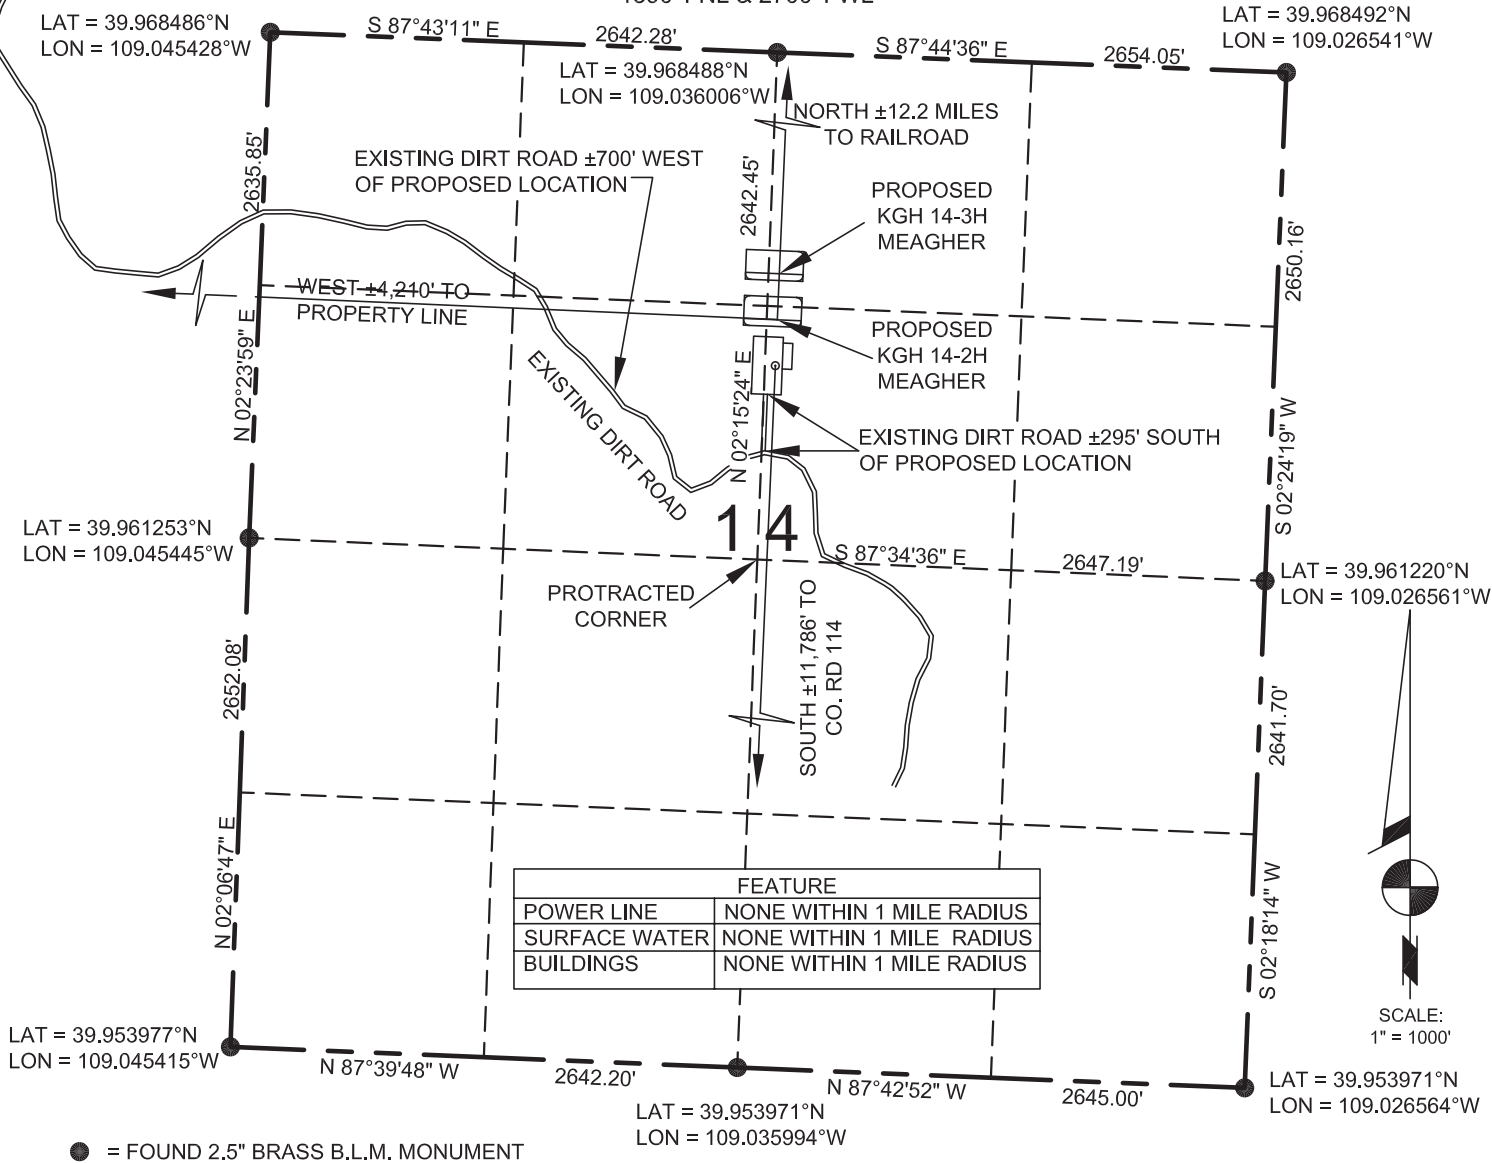 LAT = 39.968486°N
LON = 109.045428°W
S 87°43'11" E
2642.28'
LAT = 39.968488°N
LON = 109.036006°W
S 87°44'36" E
2654.05'
LAT = 39.968492°N
LON = 109.026541°W
NORTH ±12.2 MILES
TO RAILROAD
2635.85'
EXISTING DIRT ROAD ±700' WEST
OF PROPOSED LOCATION
2642.45'
PROPOSED
KGH 14-3H
MEAGHER
2650.16'
WEST ±4,210' TO
PROPERTY LINE
N 02°23'59" E
PROPOSED
KGH 14-2H
MEAGHER
EXISTING DIRT ROAD
N 02°15'24" E
EXISTING DIRT ROAD ±295' SOUTH
OF PROPOSED LOCATION
S 02°24'19" W
14
LAT = 39.961253°N
LON = 109.045445°W
S 87°34'36" E
2647.19'
LAT = 39.961220°N
LON = 109.026561°W
PROTRACTED
CORNER
SOUTH ±11,786' TO
CO. RD 114
2652.08'
2641.70'
N 02°06'47" E
FEATURE
POWER LINE NONE WITHIN 1 MILE RADIUS
SURFACE WATER NONE WITHIN 1 MILE RADIUS
BUILDINGS NONE WITHIN 1 MILE RADIUS
S 02°18'14" W
SCALE:
1" = 1000'
LAT = 39.953977°N
LON = 109.045415°W
N 87°39'48" W
2642.20'
LAT = 39.953971°N
LON = 109.035994°W
N 87°42'52" W
2645.00'
LAT = 39.953971°N
LON = 109.026564°W
= FOUND 2.5" BRASS B.L.M. MONUMENT